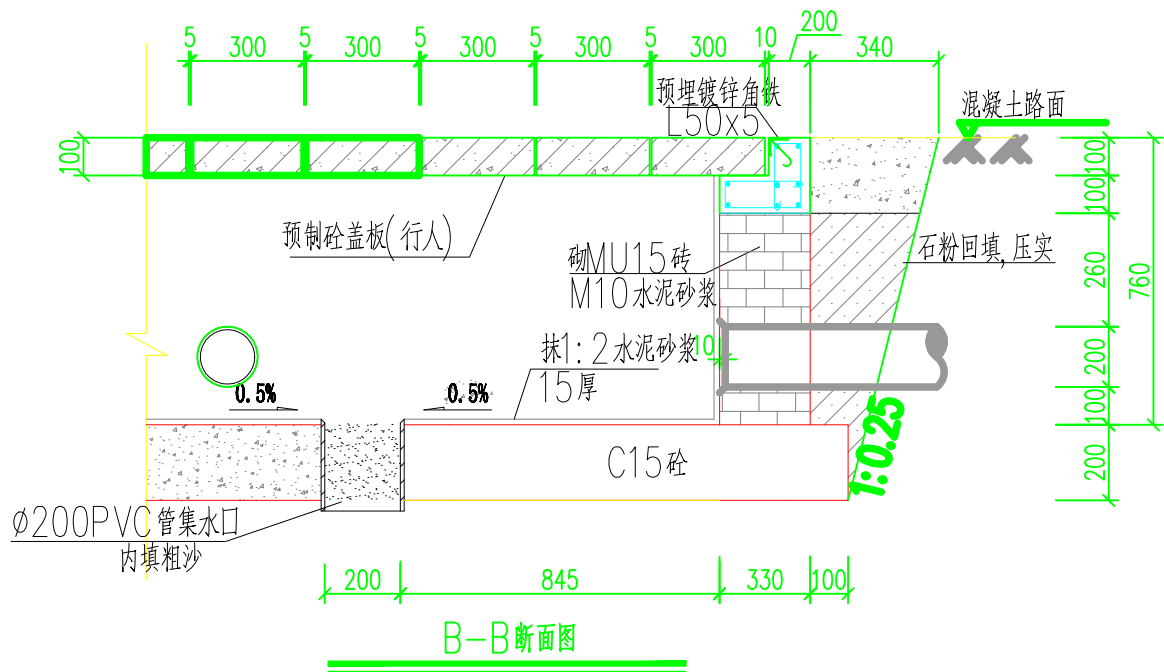 5 300 5 300 5 300 5 300 5 300 10 200 340
预埋镀锌角铁
L50x5
混凝土路面
100
预制砼盖板(行人)
砌MU15砖
M10水泥砂浆
石粉回填,压实
100
100
260
200
100
200
760
10
抹1:2水泥砂浆
15厚
0.5%
0.5%
1:0.25
C15砼
Ø200PVC管集水口
内填粗沙
200 845 330 100
B-B断面图